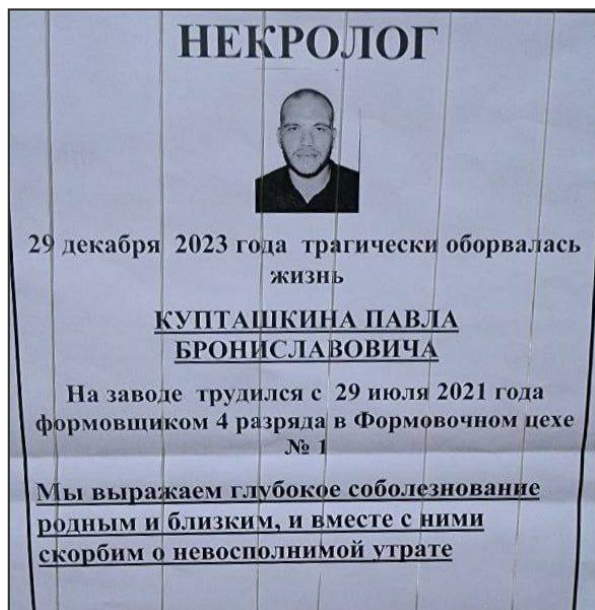 НЕКРОЛОГ
29 декабря 2023 года трагически оборвалась
жизнь
КУПТАШКИНА ПАВЛА
БРОНИСЛАВОВИЧА
На заводе трудился с 29 июля 2021 года
формовщиком 4 разряда в Формовочном цехе
№ 1
Мы выражаем глубокое соболезнование
родным и близким, и вместе с ними
скорбим о невосполнимой утрате